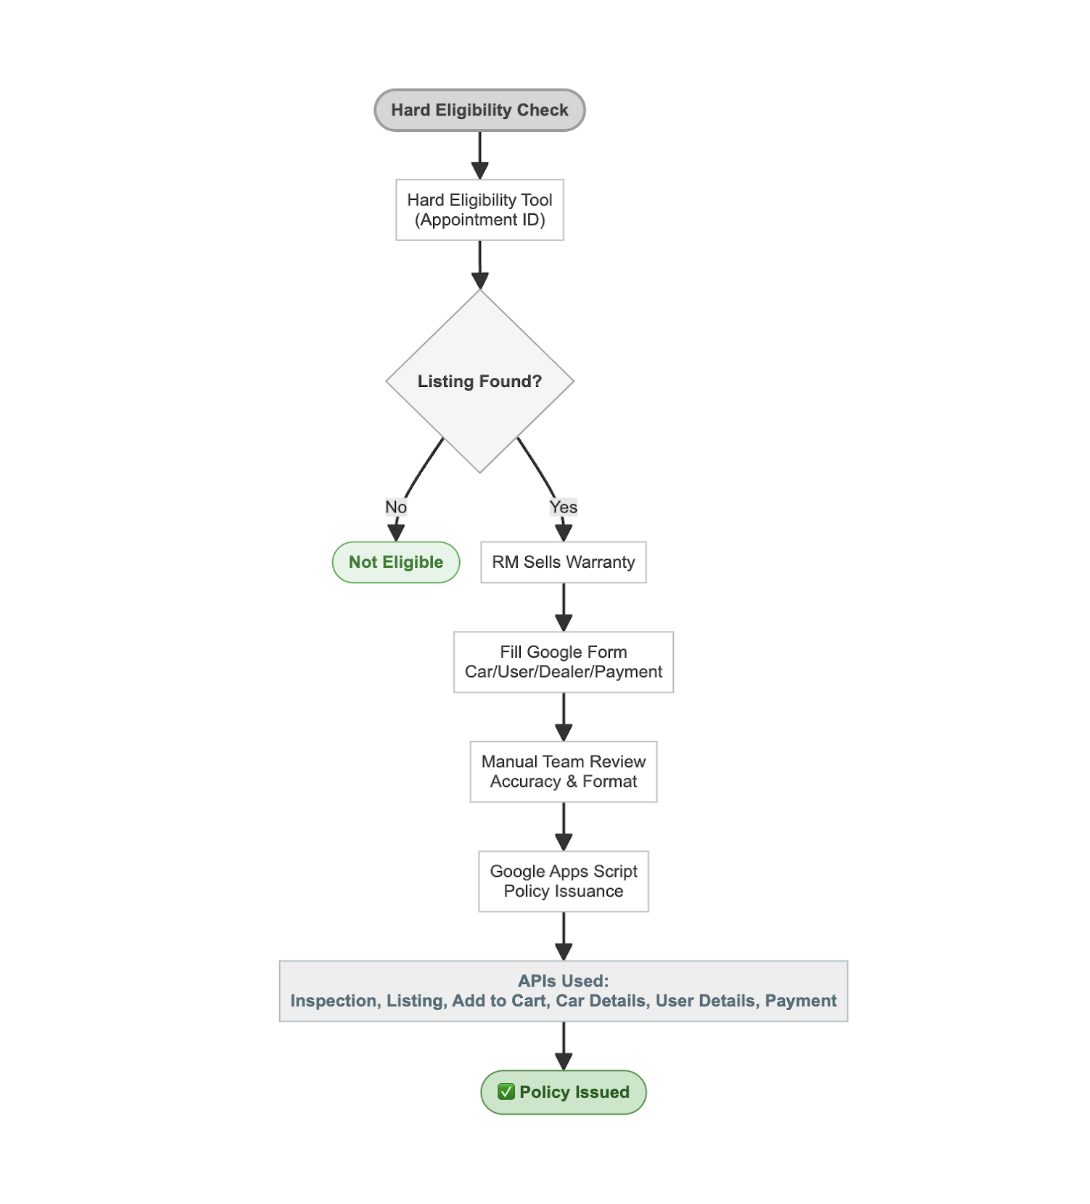 Hard Eligibility Check
Hard Eligibility Tool
(Appointment ID)
Listing Found?
No
Yes
Not Eligible
RM Sells Warranty
Fill Google Form
Car/User/Dealer/Payment
Manual Team Review
Accuracy & Format
Google Apps Script
Policy Issuance
APIs Used:
Inspection, Listing, Add to Cart, Car Details, User Details, Payment
✅ Policy Issued